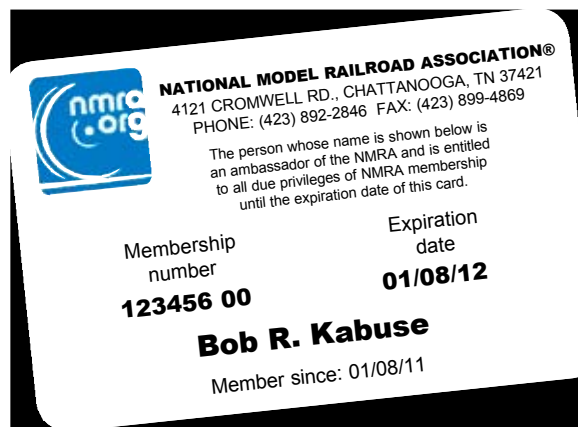 nmra
.org
NATIONAL MODEL RAILROAD ASSOCIATION®
4121 CROMWELL RD., CHATTANOOGA, TN 37421
PHONE: (423) 892-2846 FAX: (423) 899-4869
The person whose name is shown below is
an ambassador of the NMRA and is entitled
to all due privileges of NMRA membership
until the expiration date of this card.
Membership
number
123456 00
Expiration
date
01/08/12
Bob R. Kabuse
Member since: 01/08/11